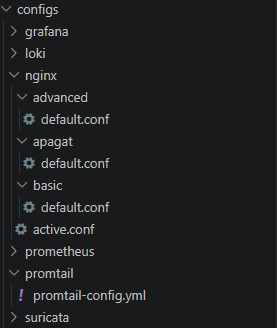 configs
grafana
loki
nginx
advanced
default.conf
apagat
default.conf
basic
default.conf
active.conf
prometheus
promtail
! promtail-config.yml
suricata